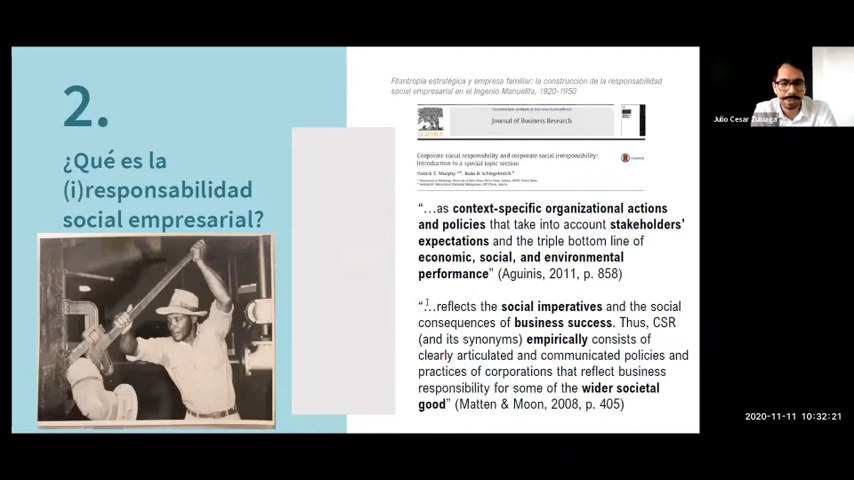 2.
¿Qué es la
(i)responsabilidad
social empresarial?
Filantropía estratégica y empresa familiar: la construcción de la responsabilidad
social empresarial en el Ingenio Manuelita, 1920-1950
Journal of Business Research
ELSEVIER
Corporate social responsibility and corporate social irresponsibility:
Introduction to a special topic section
“…as context-specific organizational actions
and policies that take into account stakeholders’
expectations and the triple bottom line of
economic, social, and environmental
performance” (Aguinis, 2011, p. 858)
“…reflects the social imperatives and the social
consequences of business success. Thus, CSR
(and its synonyms) empirically consists of
clearly articulated and communicated policies and
practices of corporations that reflect business
responsibility for some of the wider societal
good” (Matten & Moon, 2008, p. 405)
Julio Cesar Zuluaga
2020-11-11 10:32:21